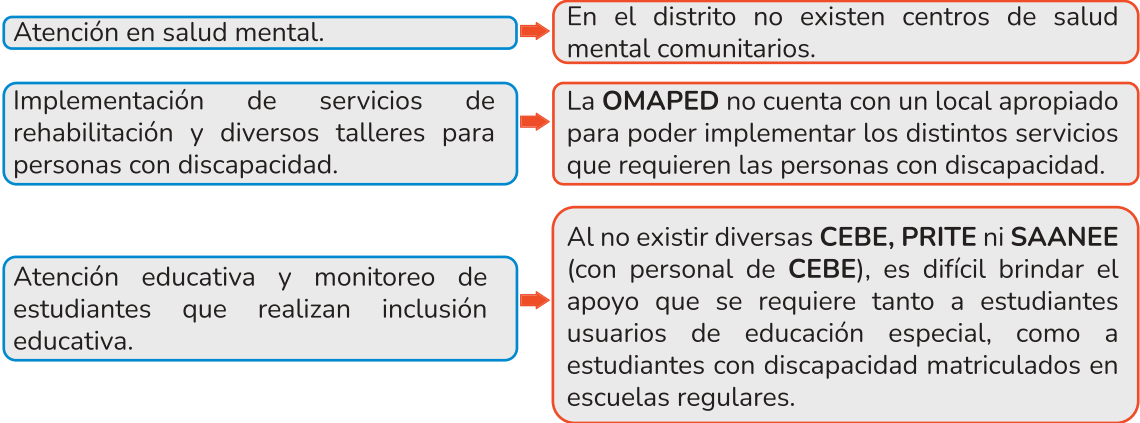 Atención en salud mental.
En el distrito no existen centros de salud
mental comunitarios.
Implementación de servicios de
rehabilitación y diversos talleres para
personas con discapacidad.
La OMAPED no cuenta con un local apropiado
para poder implementar los distintos servicios
que requieren las personas con discapacidad.
Atención educativa y monitoreo de
estudiantes que realizan inclusión
educativa.
Al no existir diversas CEBE, PRITE ni SAANEE
(con personal de CEBE), es difícil brindar el
apoyo que se requiere tanto a estudiantes
usuarios de educación especial, como a
estudiantes con discapacidad matriculados en
escuelas regulares.